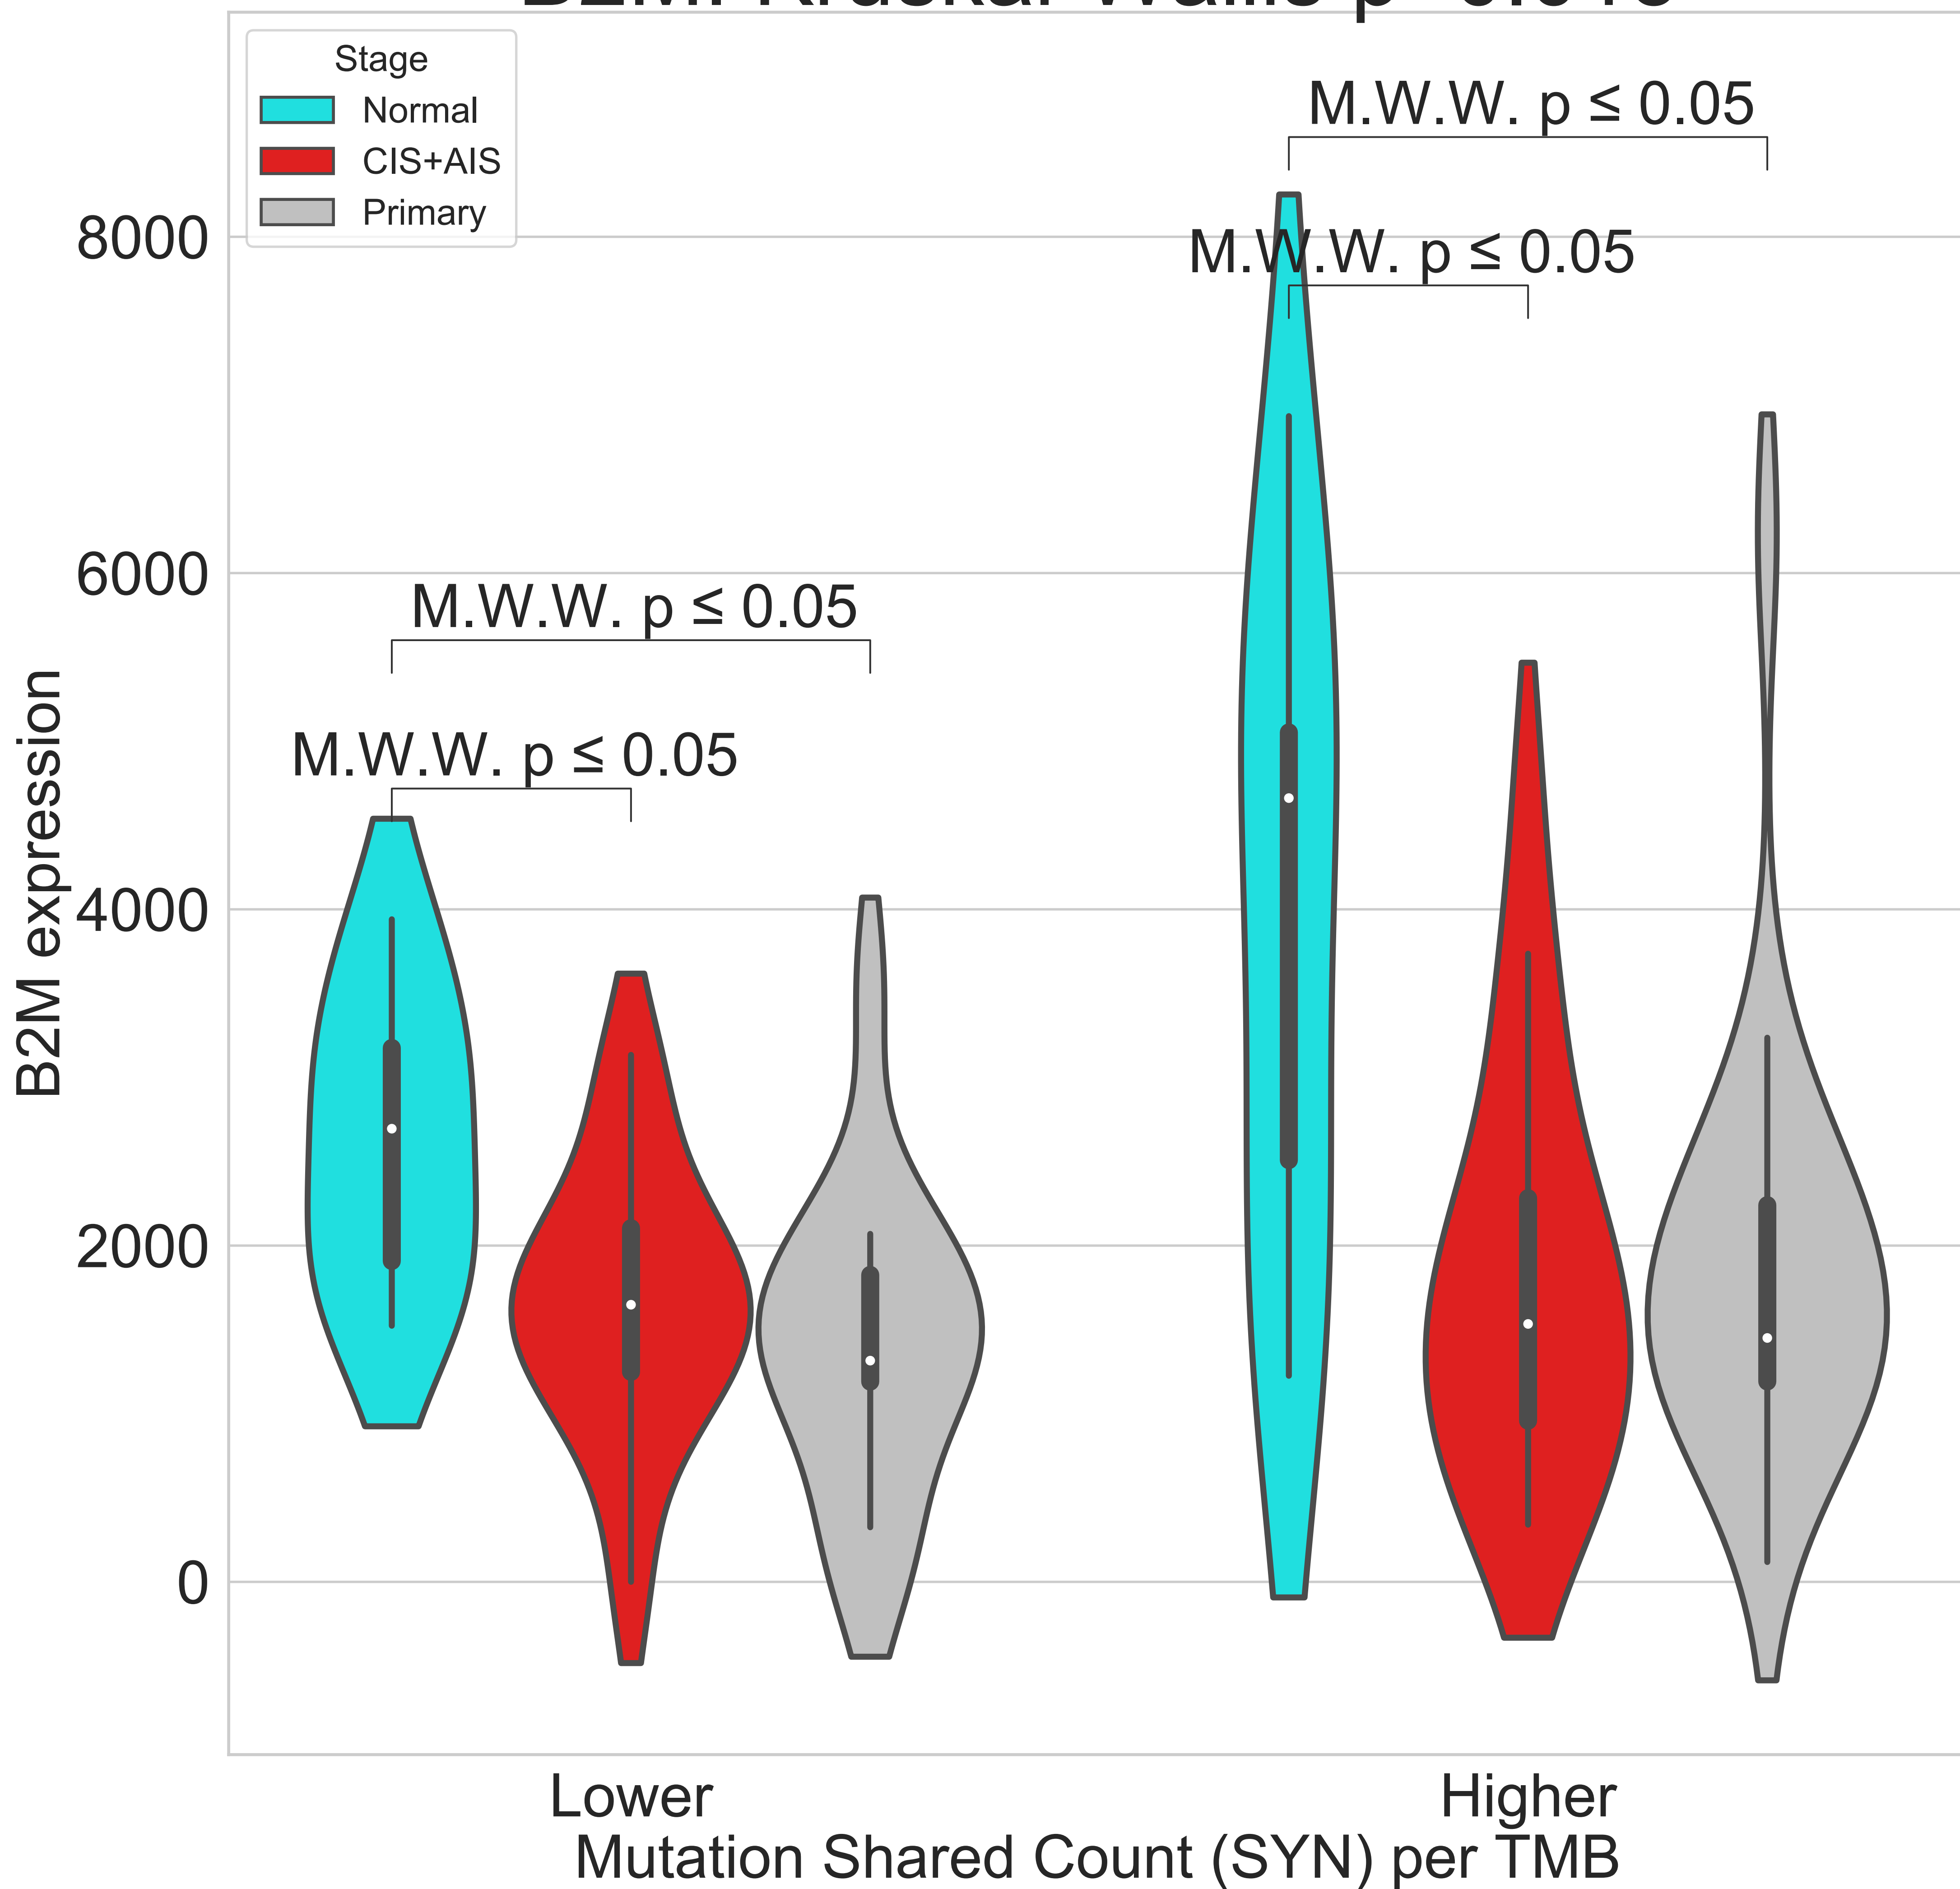 Stage
Normal
CIS+AIS
Primary
M.W.W. p ≤ 0.05
M.W.W. p ≤ 0.05
M.W.W. p ≤ 0.05
M.W.W. p ≤ 0.05
8000
6000
4000
2000
0
B2M expression
Lower
Higher
Mutation Shared Count (SYN) per TMB